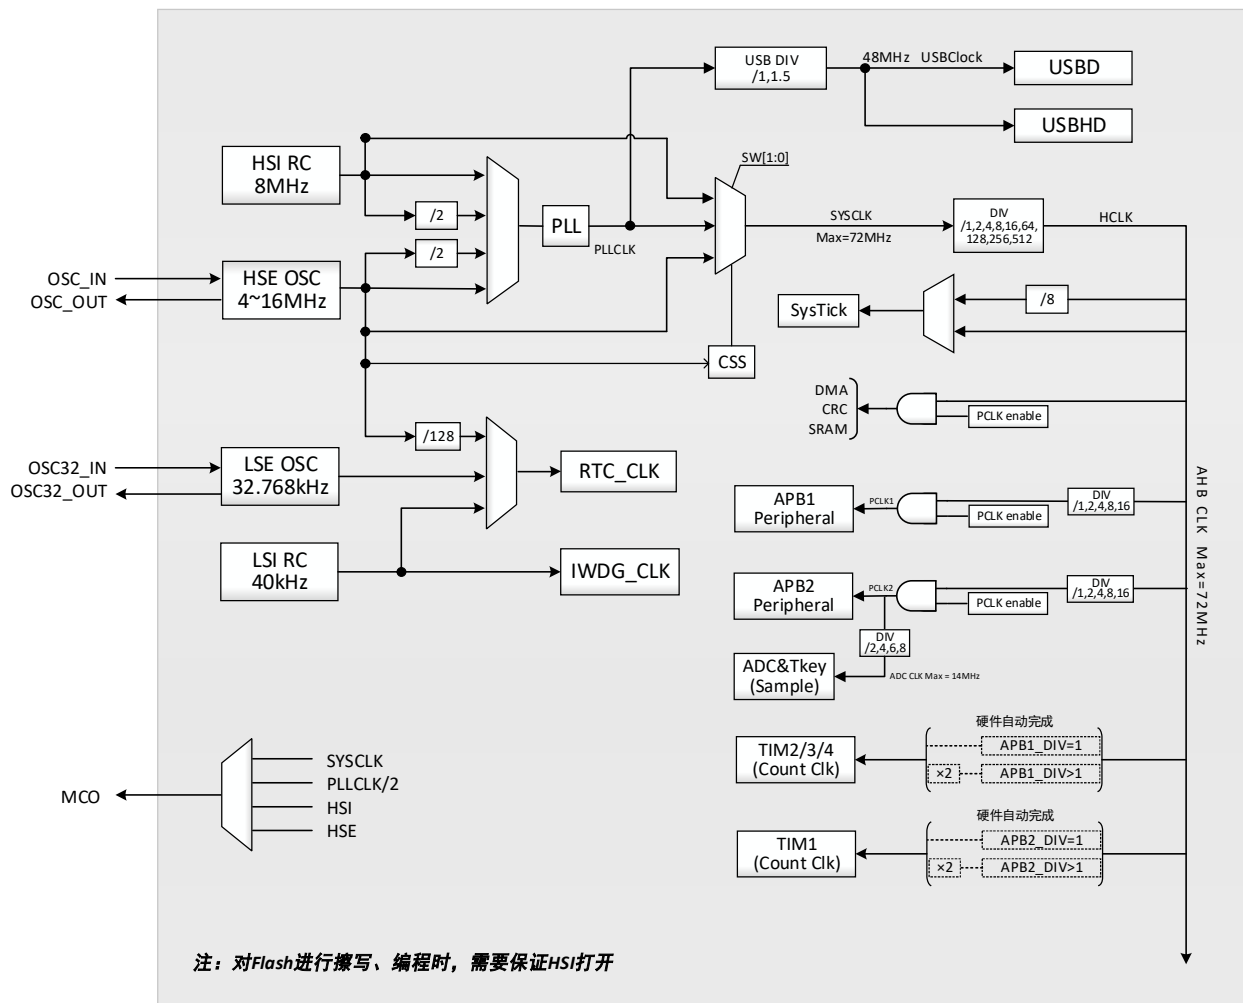 USB DIV
/1,1.5
48MHz USBClock
USBD
USBHD
HSI RC
8MHz
SW[1:0]
/2
PLL
PLLCLK
SYSCLK
Max=72MHz
DIV
/1,2,4,8,16,64,
128,256,512
HCLK
/2
OSC_IN
OSC_OUT
HSE OSC
4~16MHz
/8
SysTick
CSS
DMA
CRC
SRAM
PCLK enable
/128
OSC32_IN
OSC32_OUT
LSE OSC
32.768kHz
RTC_CLK
AHB CLK Max=72MHz
APB1
Peripheral
PCLK1
PCLK enable
DIV
/1,2,4,8,16
LSI RC
40kHz
IWDG_CLK
APB2
Peripheral
PCLK2
PCLK enable
DIV
/1,2,4,8,16
DIV
/2,4,6,8
ADC&Tkey
(Sample)
ADC CLK Max = 14MHz
硬件自动完成
TIM2/3/4
(Count Clk)
APB1_DIV=1
×2
APB1_DIV>1
MCO
SYSCLK
PLLCLK/2
HSI
HSE
硬件自动完成
TIM1
(Count Clk)
APB2_DIV=1
×2
APB2_DIV>1
注：对Flash进行擦写、编程时，需要保证HSI打开